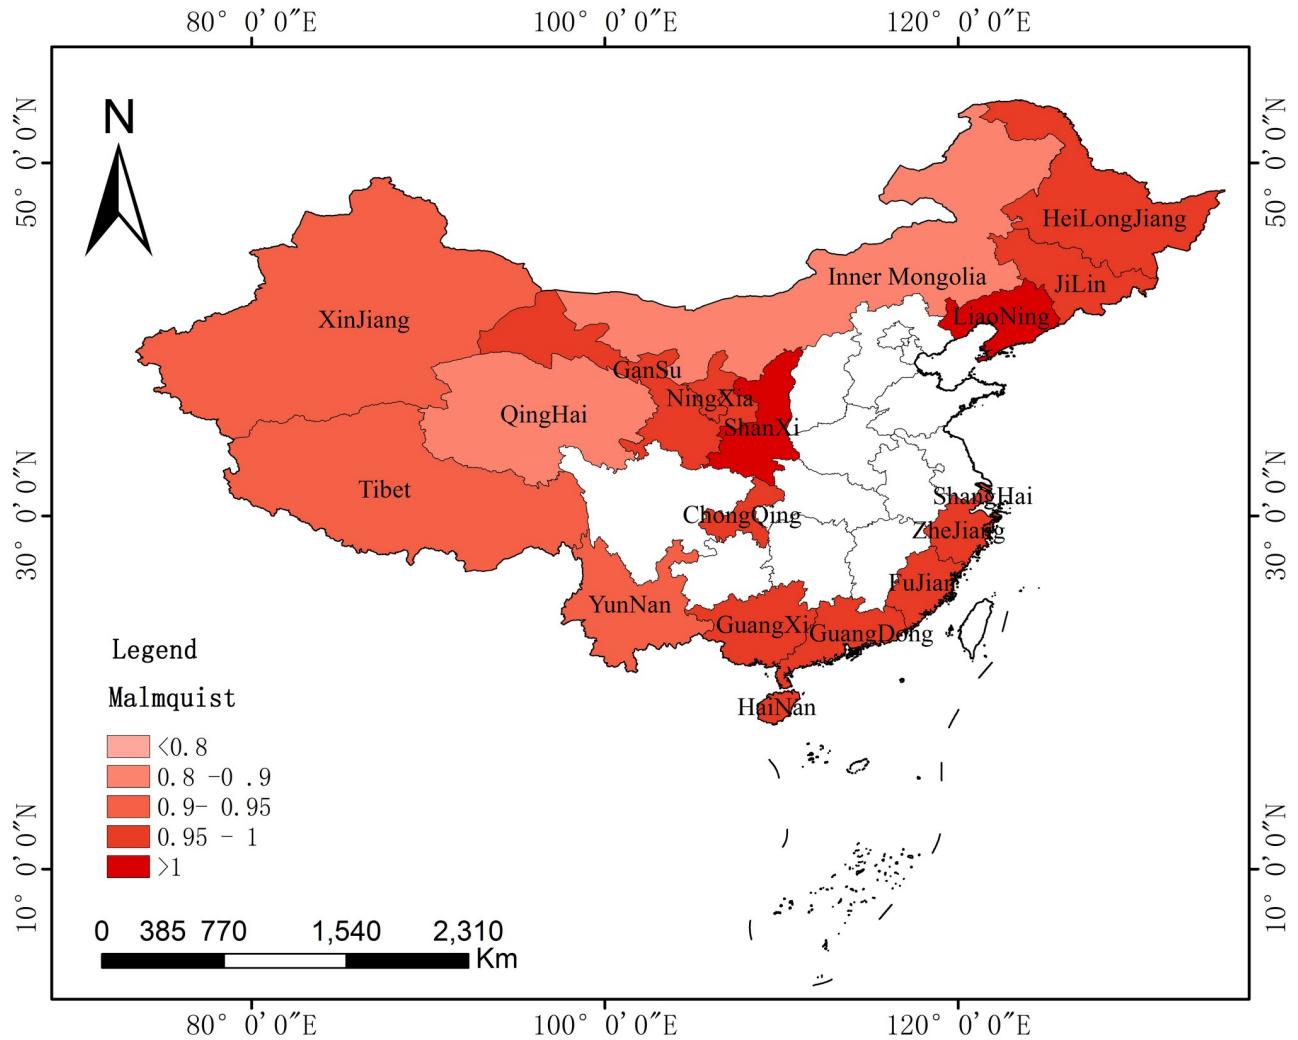 80° 0′0″E 100° 0′0″E 120° 0′0″E
N
50° 0′0″N
50° 0′0″N
HeiLongJiang
Inner Mongolia
JiLin
LiaoNing
XinJiang
GanSu
NingXia
QingHai
ShanXi
Tibet
ShangHai
ChongQing
ZheJiang
30° 0′0″N
30° 0′0″N
FuJian
YunNan
GuangXi
GuangDong
HaiNan
Legend
Malmquist
<0.8
0.8 -0 .9
0.9- 0.95
0.95 - 1
>1
10° 0′0″N
10° 0′0″N
0 385 770 1,540 2,310
Km
80° 0′0″E 100° 0′0″E 120° 0′0″E